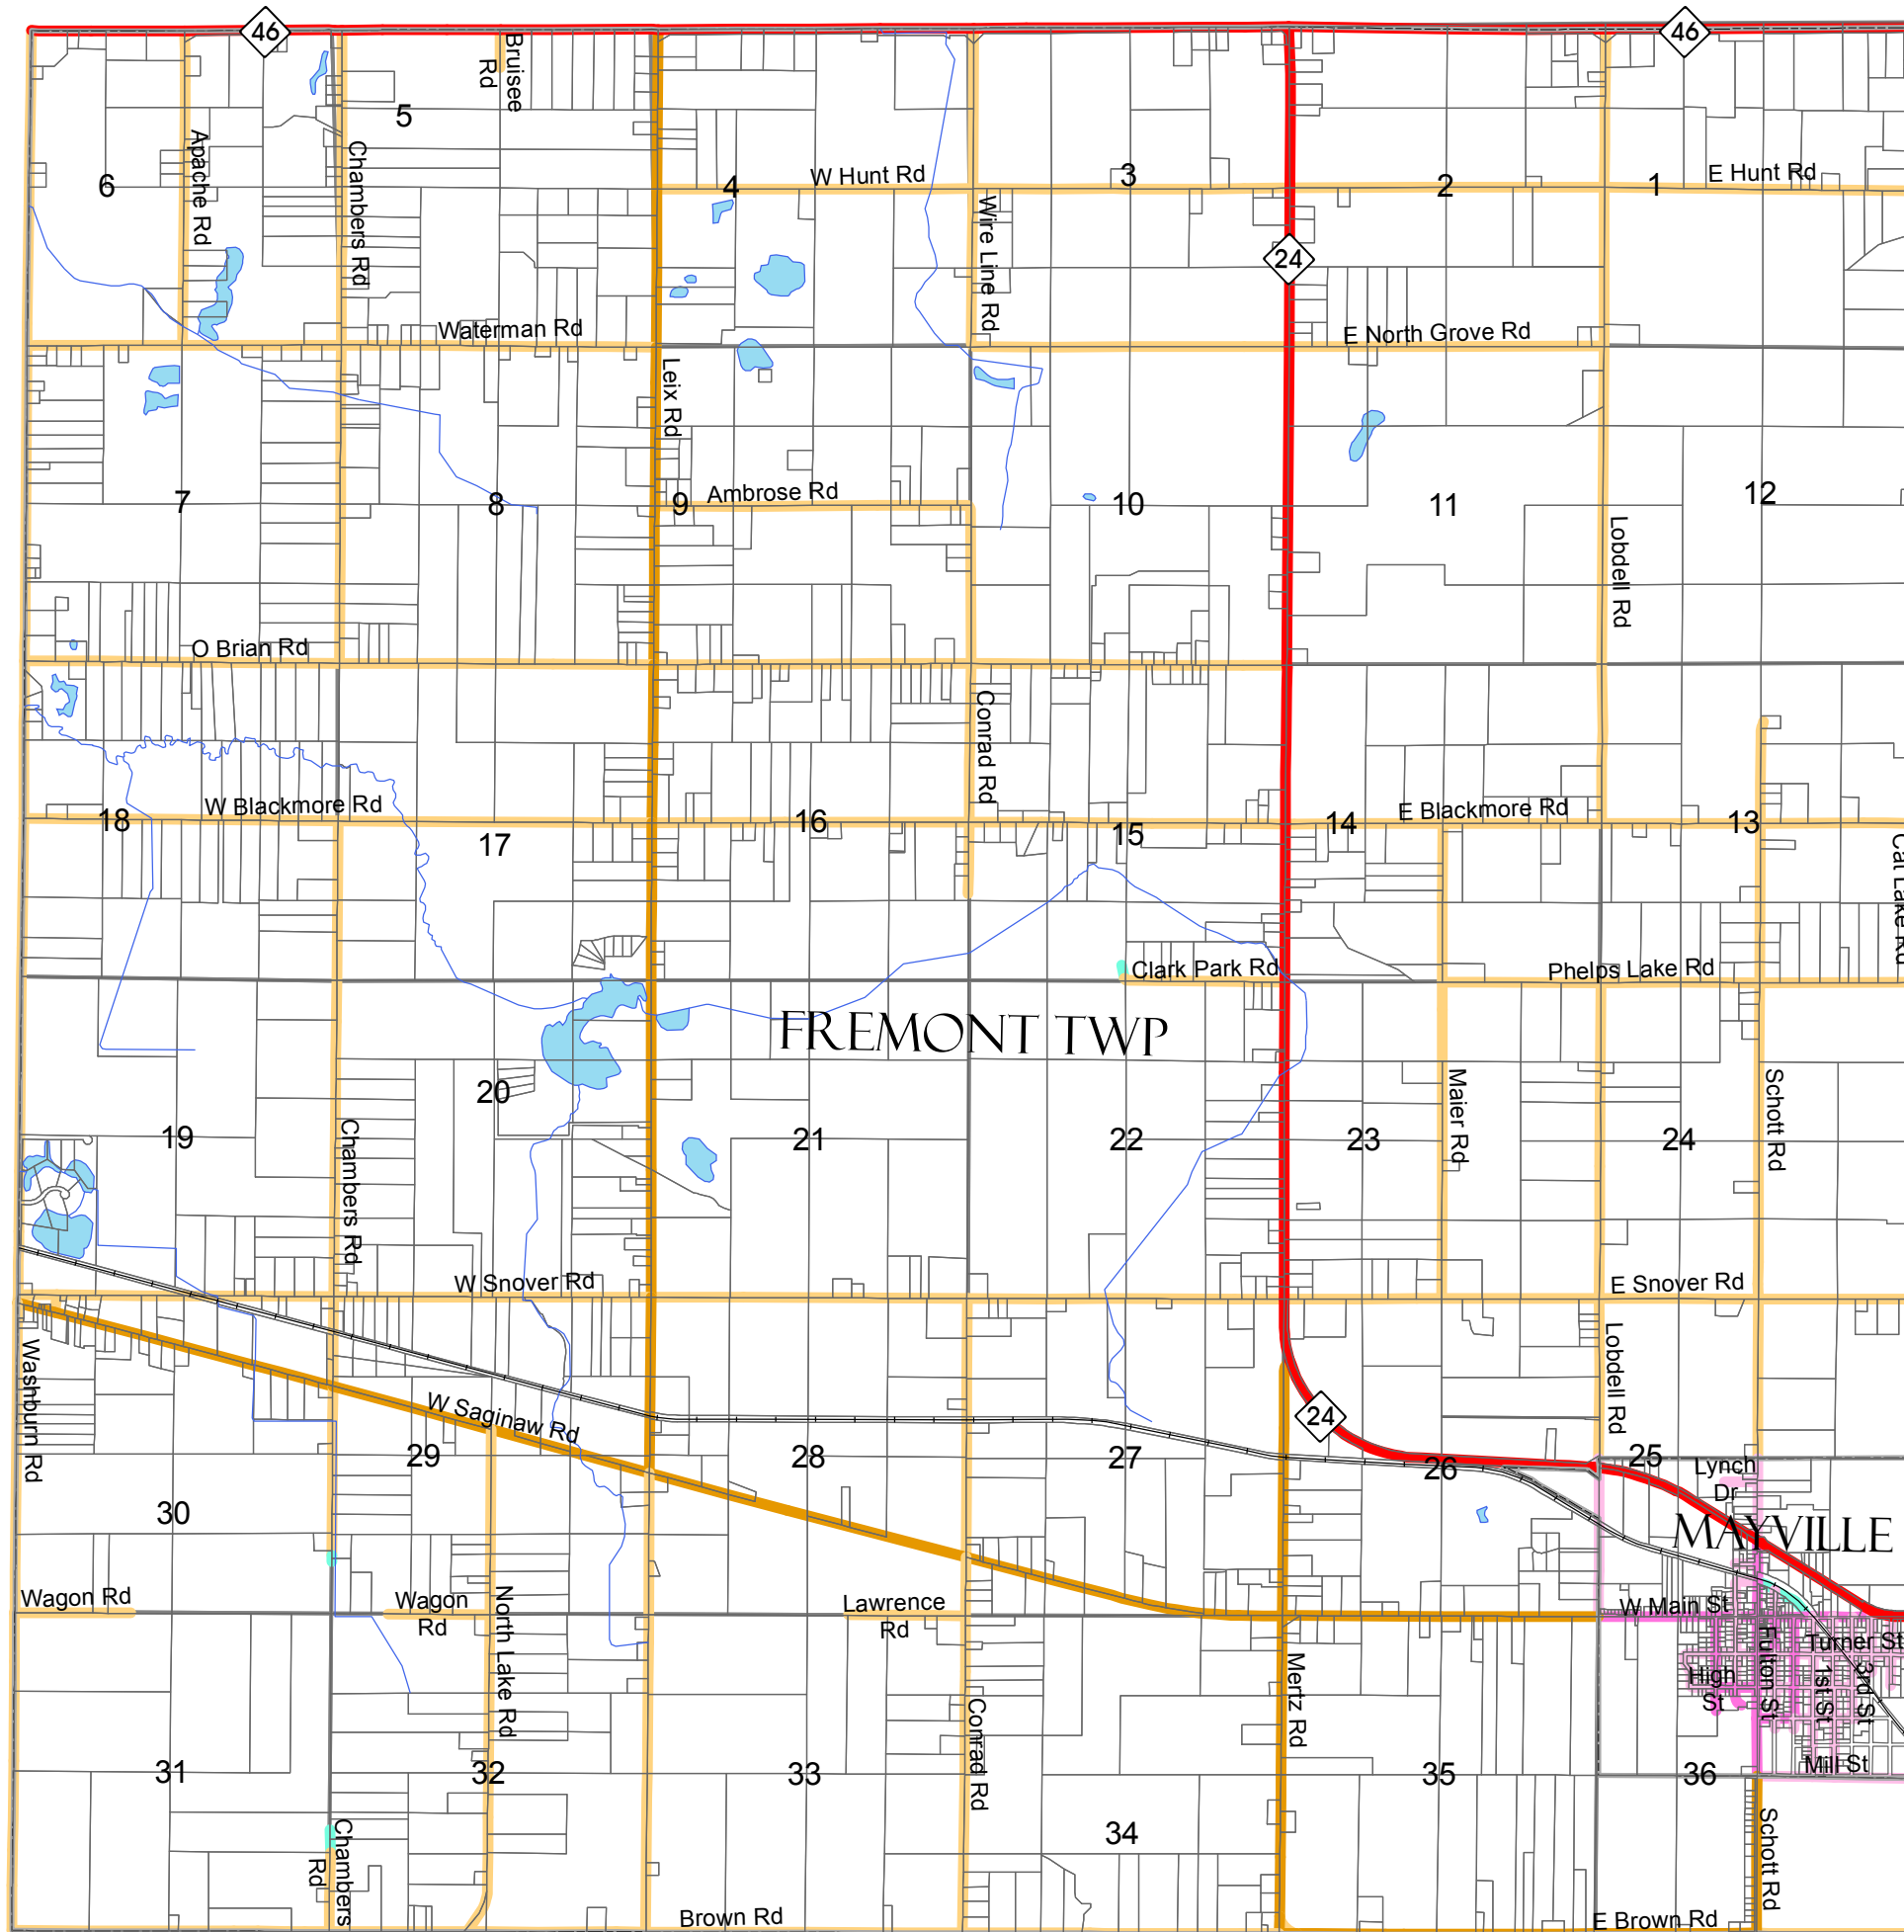 46
46
Bruisee
Rd
5
Apache Rd
Chambers Rd
6
4
W Hunt Rd
3
2
1
E Hunt Rd
Wire Line Rd
24
Waterman Rd
E North Grove Rd
Leix Rd
7
8
9
Ambrose Rd
10
11
12
Lobdell Rd
O Brian Rd
Conrad Rd
W Blackmore Rd
18
17
16
15
14
E Blackmore Rd
13
Cat Lake Rd
Clark Park Rd
Phelps Lake Rd
FREMONT TWP
20
Maier Rd
Schott Rd
19
Chambers Rd
21
22
23
24
W Snover Rd
E Snover Rd
Washburn Rd
Lobdell Rd
W Saginaw Rd
24
29
28
27
26
25
Lynch
Dr
30
MAYVILLE
Wagon Rd
Wagon
Rd
North Lake Rd
Lawrence
Rd
W Main St
Mertz Rd
Fulton St
Turner St
High
St
1st St
3rd St
Conrad Rd
31
32
33
35
36
Mill St
Chambers
Rd
34
Schott Rd
Brown Rd
E Brown Rd